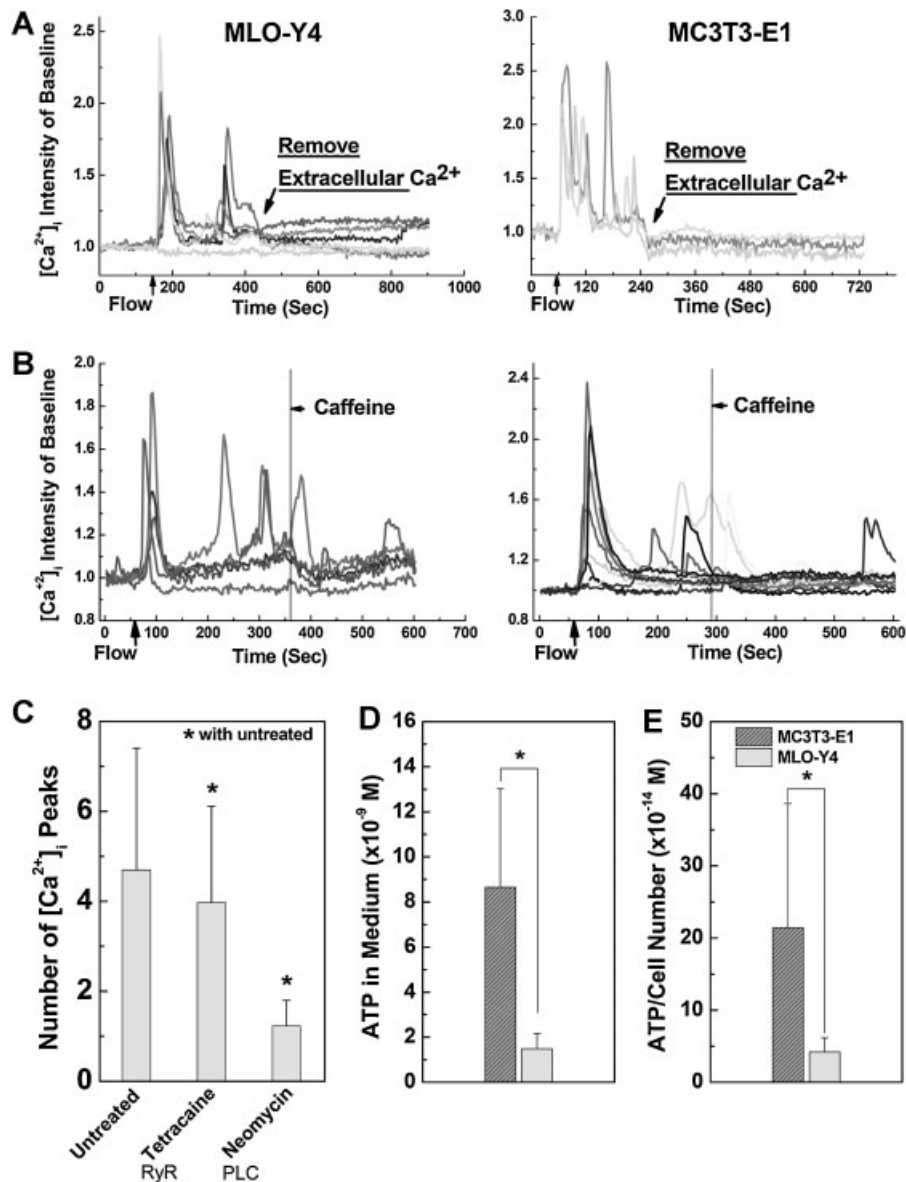 A
MLO-Y4
MC3T3-E1
[Ca2+]i Intensity of Baseline
2.5
2.0
1.5
1.0
Remove
Extracellular Ca2+
200
400
600
800
1000
Flow
Time (Sec)
3.0
2.5
2.0
1.5
1.0
Remove
Extracellular Ca2+
120
240
360
480
600
720
Flow
Time (Sec)
B
[Ca+2]i Intensity of Baseline
2.0
1.8
1.6
1.4
1.2
1.0
0.8
Caffeine
0
100
200
300
400
500
600
700
Flow
Time (Sec)
2.4
2.0
1.6
1.2
0.8
Caffeine
0
100
200
300
400
500
600
Flow
Time (Sec)
C
Number of [Ca2+]i Peaks
8
6
4
2
0
* with untreated
*
*
Untreated
Tetracaine
RyR
Neomycin
PLC
D
ATP in Medium (x10-9 M)
16
14
12
10
8
6
4
2
0
*
E
ATP/Cell Number (x10-14 M)
50
40
30
20
10
0
MC3T3-E1
MLO-Y4
*